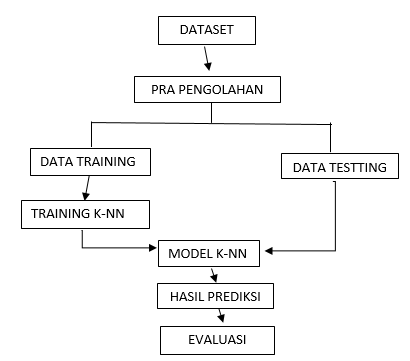 DATASET
PRA PENGOLAHAN
DATA TRAINING
DATA TESTTING
TRAINING K-NN
MODEL K-NN
HASIL PREDIKSI
EVALUASI